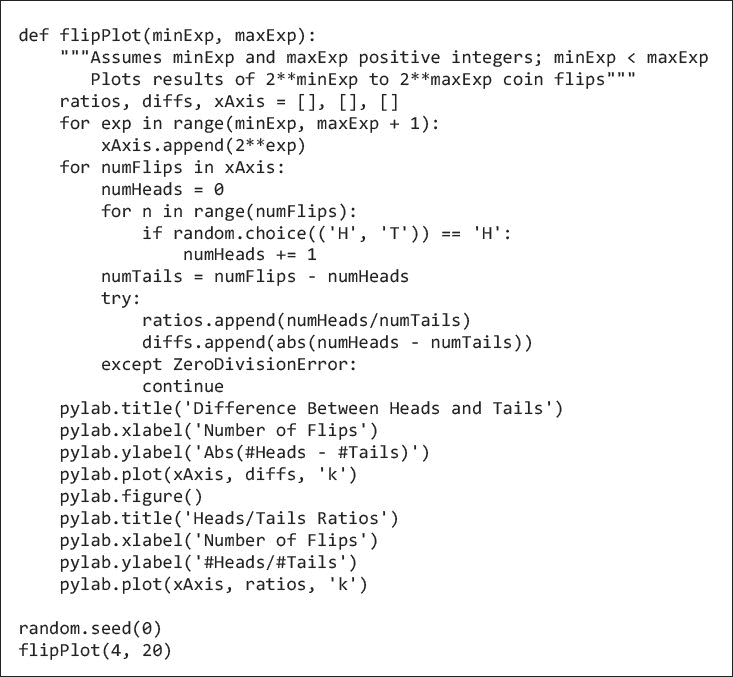 def flipPlot(minExp, maxExp):
    """Assumes minExp and maxExp positive integers; minExp < maxExp
       Plots results of 2**minExp to 2**maxExp coin flips"""
    ratios, diffs, xAxis = [], [], []
    for exp in range(minExp, maxExp + 1):
        xAxis.append(2**exp)
    for numFlips in xAxis:
        numHeads = 0
        for n in range(numFlips):
            if random.choice(('H', 'T')) == 'H':
                numHeads += 1
        numTails = numFlips - numHeads
        try:
            ratios.append(numHeads/numTails)
            diffs.append(abs(numHeads - numTails))
        except ZeroDivisionError:
            continue
    pylab.title('Difference Between Heads and Tails')
    pylab.xlabel('Number of Flips')
    pylab.ylabel('Abs(#Heads - #Tails)')
    pylab.plot(xAxis, diffs, 'k')
    pylab.figure()
    pylab.title('Heads/Tails Ratios')
    pylab.xlabel('Number of Flips')
    pylab.ylabel('#Heads/#Tails')
    pylab.plot(xAxis, ratios, 'k')
random.seed(0)
flipPlot(4, 20)